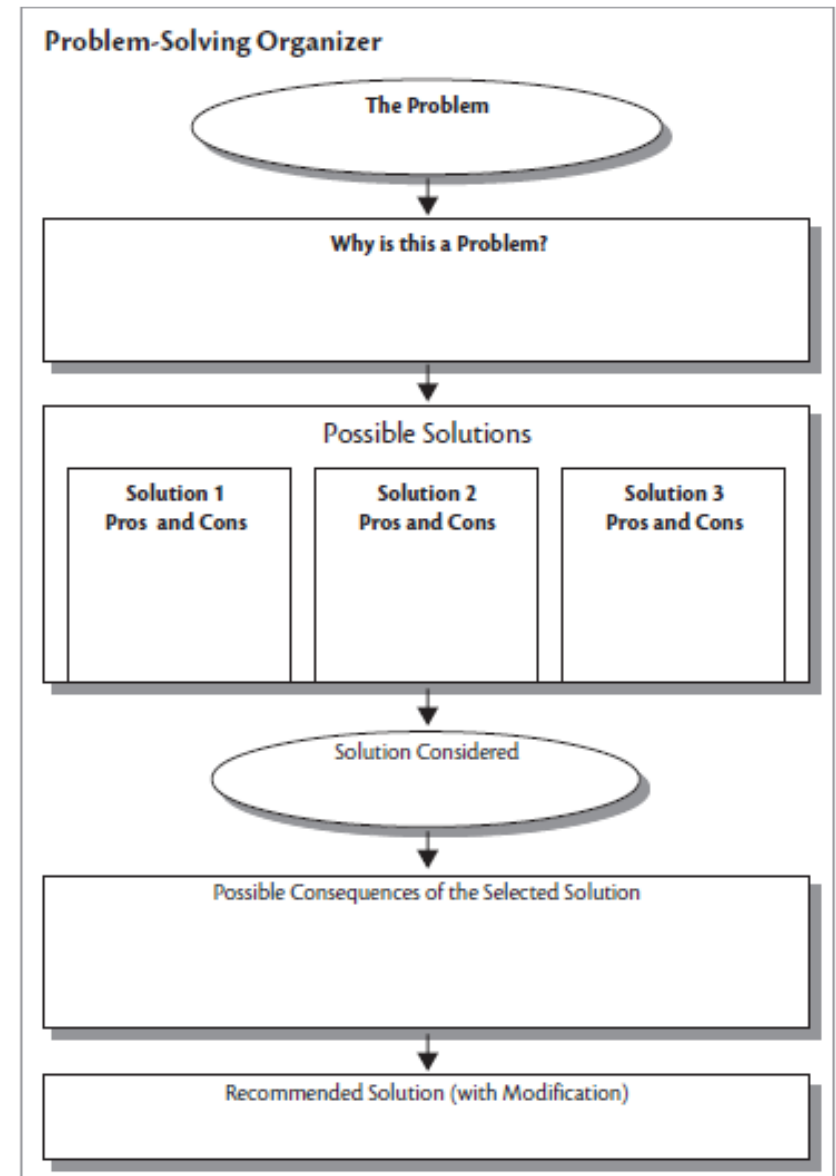 Problem-Solving Organizer
The Problem
Why is this a Problem?
Possible Solutions
Solution 1
Pros and Cons
Solution 2
Pros and Cons
Solution 3
Pros and Cons
Solution Considered
Possible Consequences of the Selected Solution
Recommended Solution (with Modification)